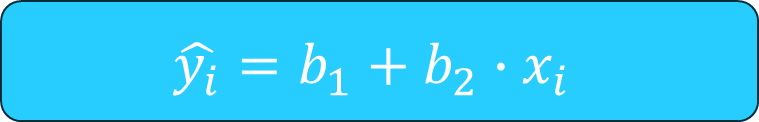 ŷᵢ = b₁ + b₂ · xᵢ